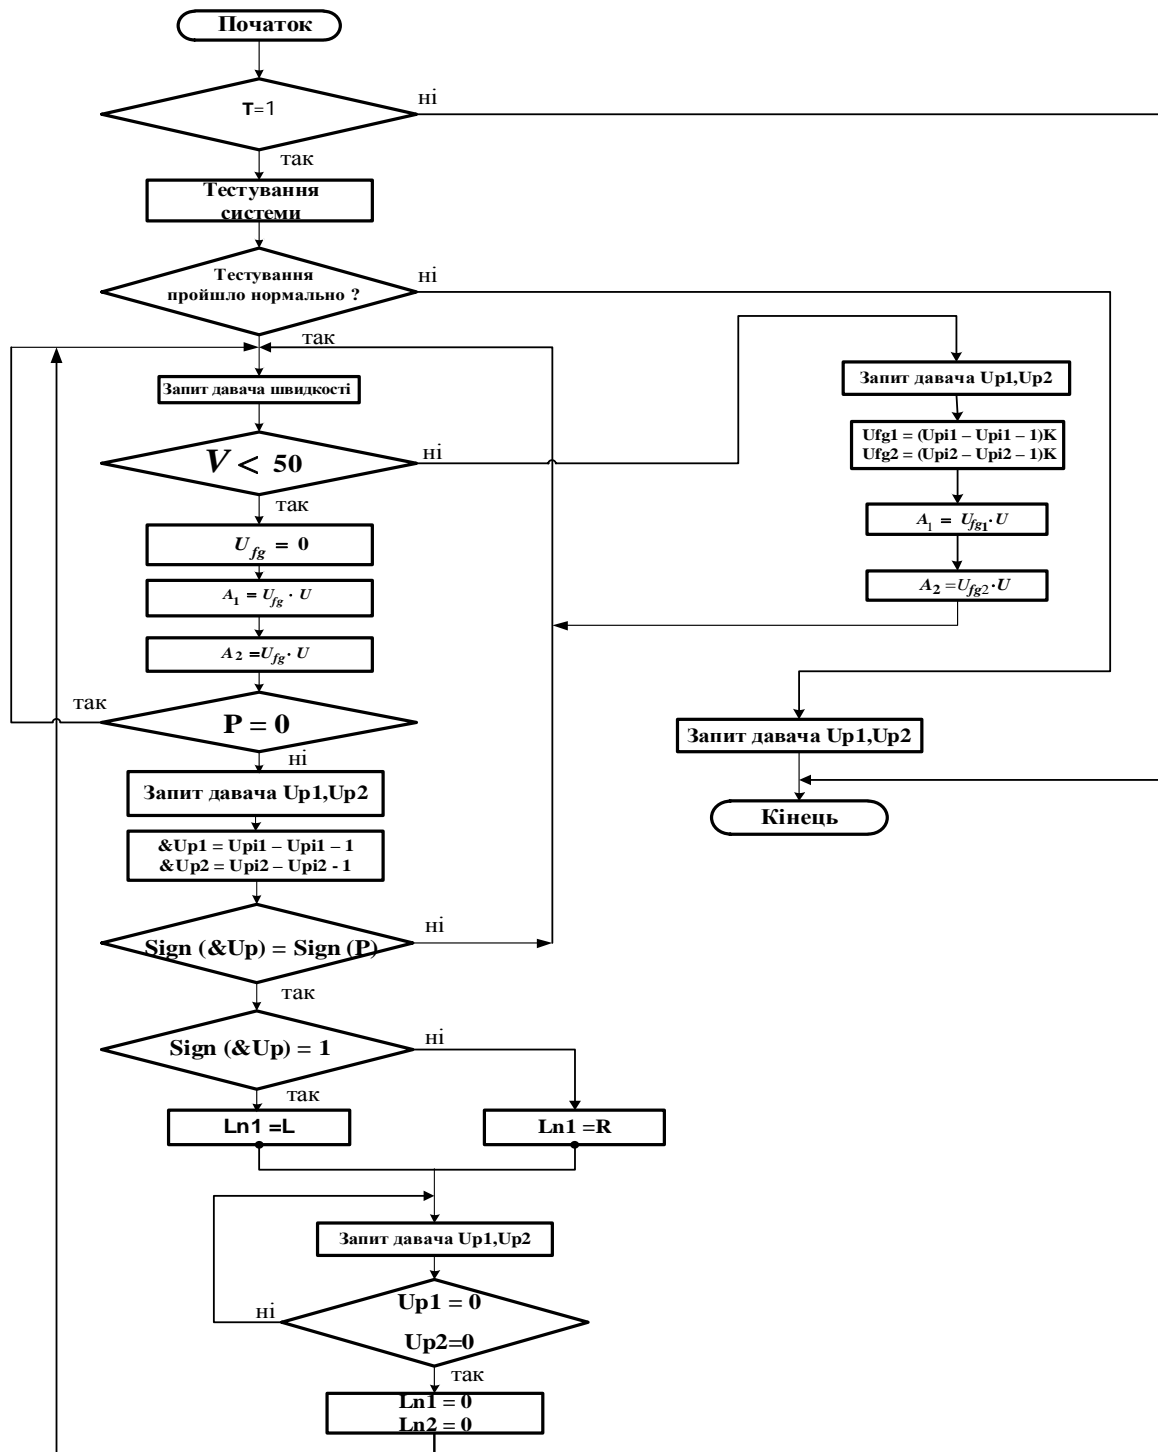 Початок
T=1
ні
так
Тестування
системи
Тестування
пройшло нормально ?
ні
так
Запит давача швидкості
V < 50
ні
так
Запит давача Up1,Up2
Ufg1 = (Upi1 – Upi1 – 1)K
Ufg2 = (Upi2 – Upi2 – 1)K
A1 = Ufg1·U
A2 =Ufg2·U
Ufg = 0
A1 = Ufg · U
A2 =Ufg· U
так
P = 0
ні
Запит давача Up1,Up2
Кінець
Запит давача Up1,Up2
&Up1 = Upi1 – Upi1 – 1
&Up2 = Upi2 – Upi2 - 1
ні
Sign (&Up) = Sign (P)
так
ні
Sign (&Up) = 1
так
Ln1 =L
Ln1 =R
Запит давача Up1,Up2
Up1 = 0
ні
Up2=0
так
Ln1 = 0
Ln2 = 0